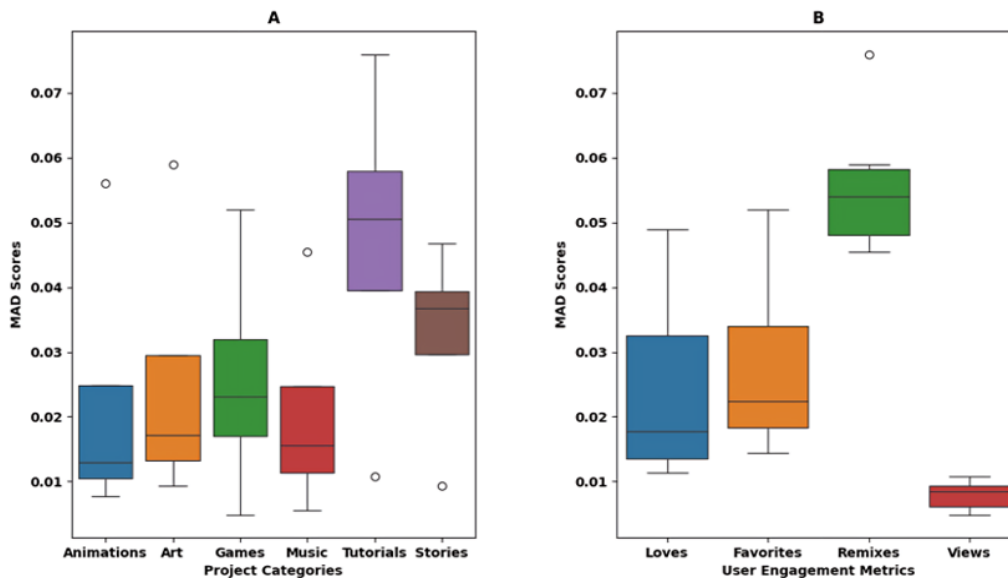 A
MAD Scores
0.07
0.06
0.05
0.04
0.03
0.02
0.01
Animations Art Games Music Tutorials Stories
Project Categories
B
MAD Scores
0.07
0.06
0.05
0.04
0.03
0.02
0.01
Loves Favorites Remixes Views
User Engagement Metrics